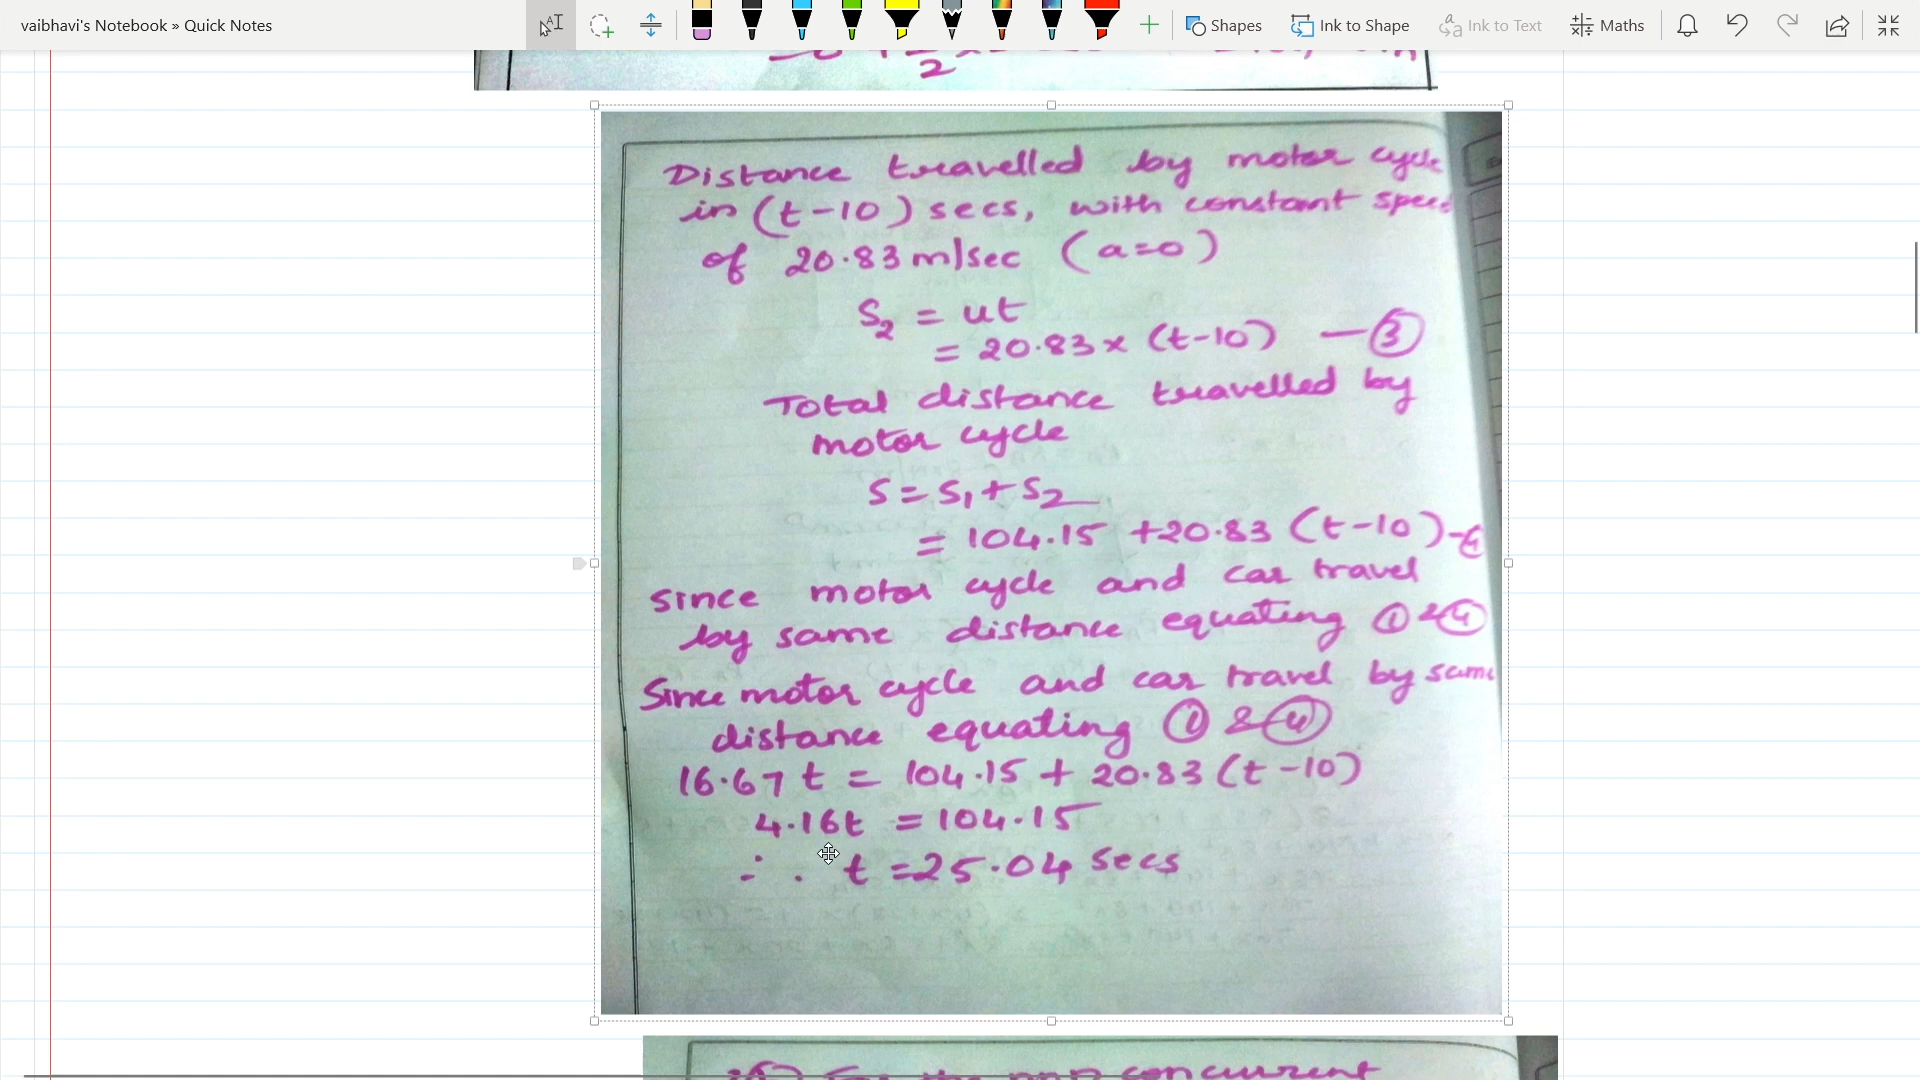 vaibhavi's Notebook » Quick Notes
Shapes
Ink to Shape
Ink to Text
Maths
2
Distance travelled by motor cycle
in (t-10) secs, with constant speed
of 20.83 m/sec (a=0)
S₂ = ut
= 20.83 × (t-10) — ③
Total distance travelled by
motor cycle
S = S₁ + S₂
= 104.15 + 20.83 (t-10) - ④
since motor cycle and car travel
by same distance equating ① & ④
Since motor cycle and car travel by same
distance equating ① & ④
16.67 t = 104.15 + 20.83 (t-10)
4.16t = 104.15
∴ t = 25.04 secs
concurrent